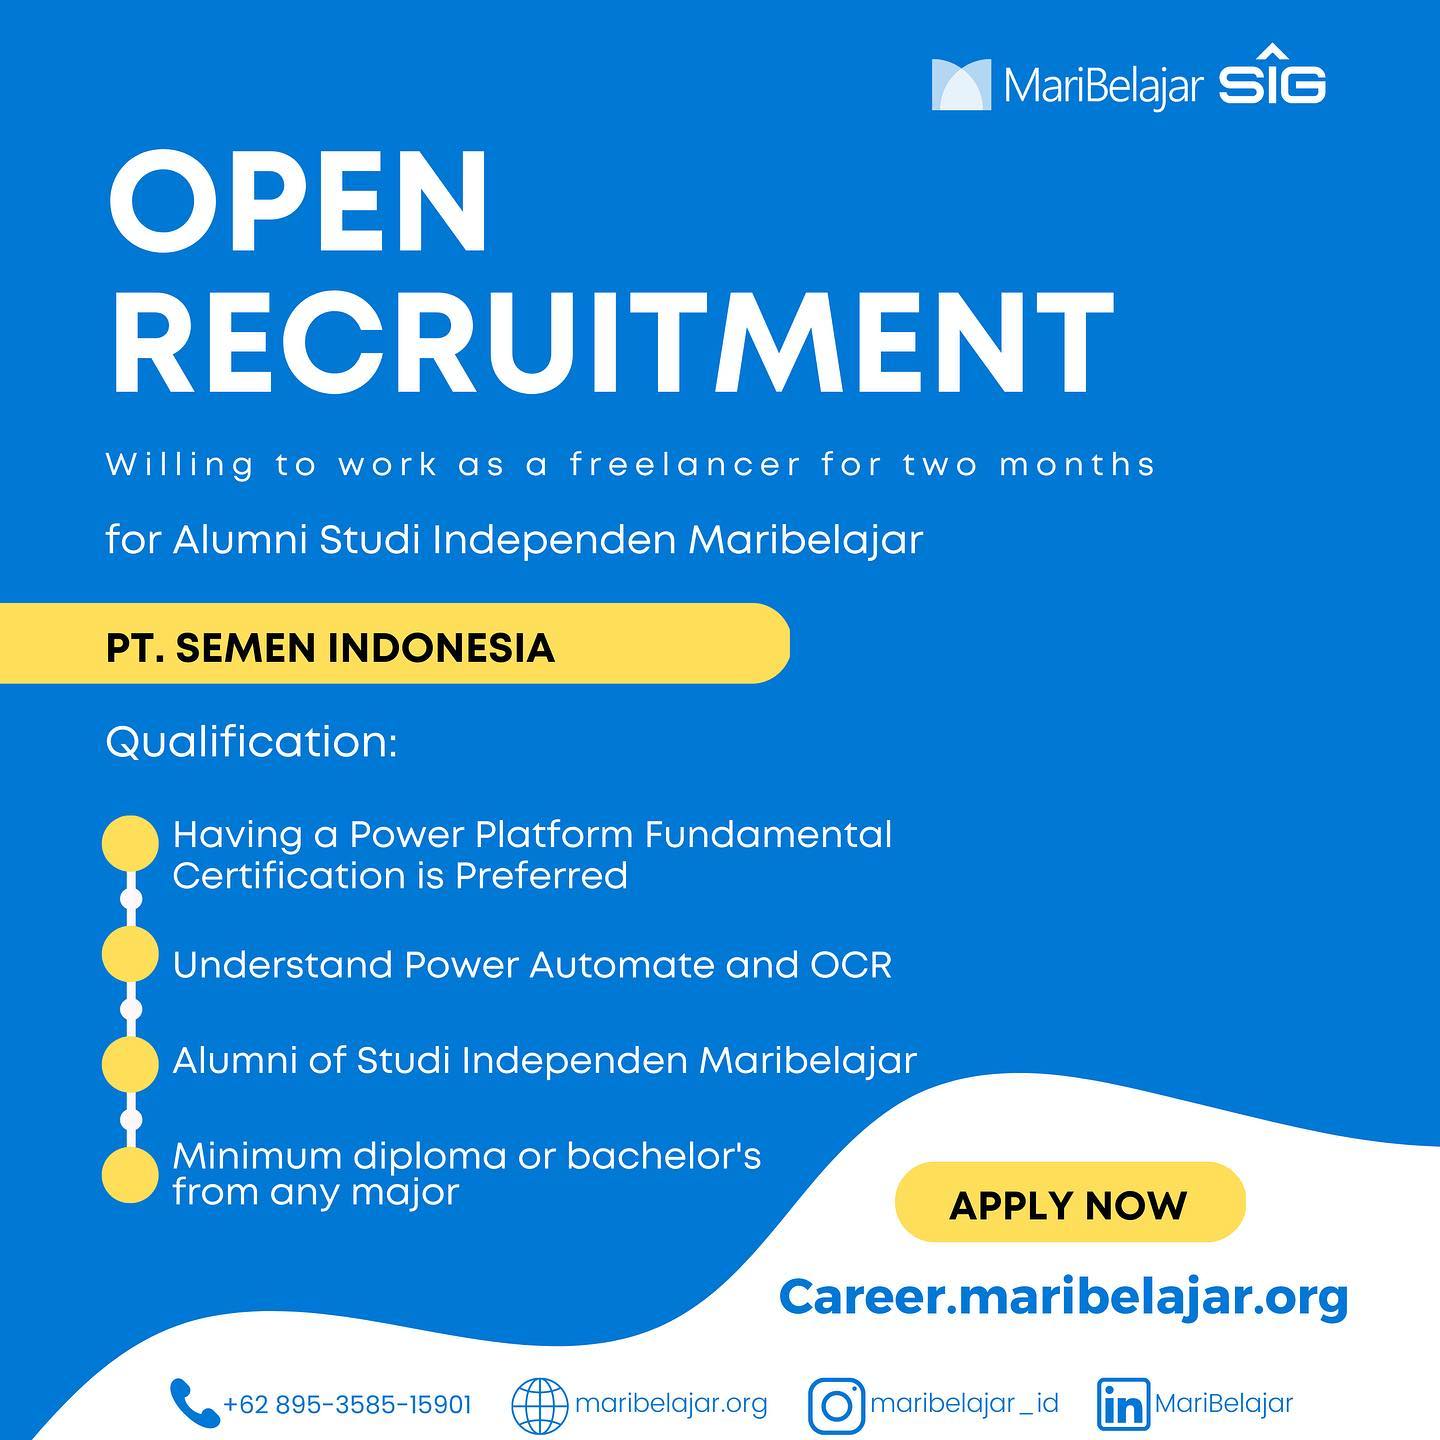 MariBelajar SIG
OPEN
RECRUITMENT
Willing to work as a freelancer for two months
for Alumni Studi Independen Maribelajar
PT. SEMEN INDONESIA
Qualification:
Having a Power Platform Fundamental
Certification is Preferred
Understand Power Automate and OCR
Alumni of Studi Independen Maribelajar
Minimum diploma or bachelor's
from any major
APPLY NOW
Career.maribelajar.org
+62 895-3585-15901 maribelajar.org maribelajar_id in MariBelajar